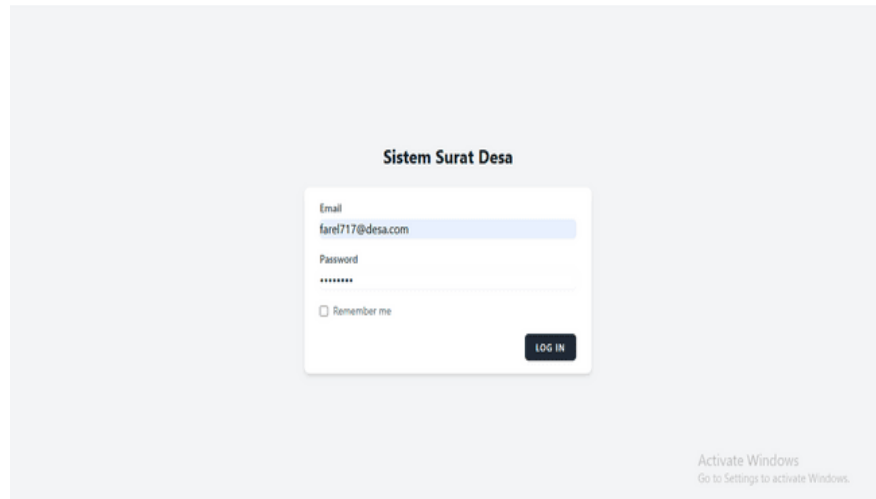 Sistem Surat Desa
Email
farel717@desa.com
Password
••••••••
Remember me
LOG IN
Activate Windows
Go to Settings to activate Windows.